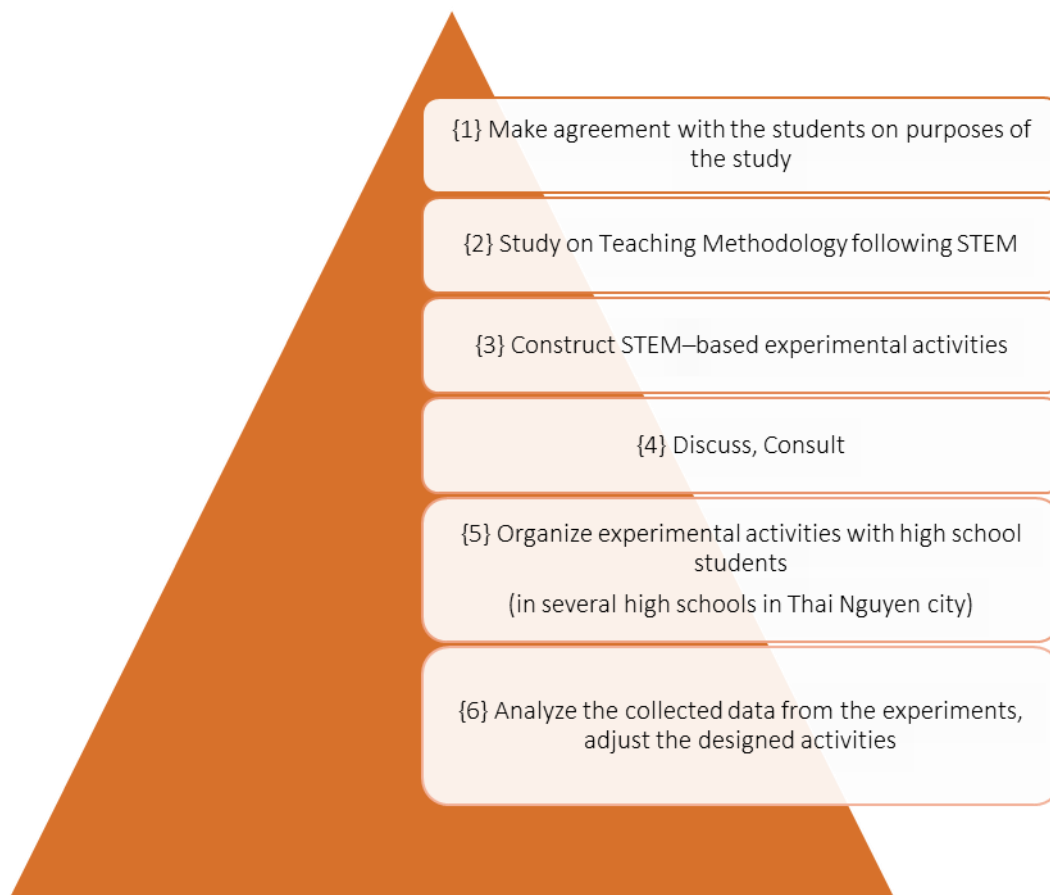 {1} Make agreement with the students on purposes of
the study
{2} Study on Teaching Methodology following STEM
{3} Construct STEM–based experimental activities
{4} Discuss, Consult
{5} Organize experimental activities with high school
students
(in several high schools in Thai Nguyen city)
{6} Analyze the collected data from the experiments,
adjust the designed activities